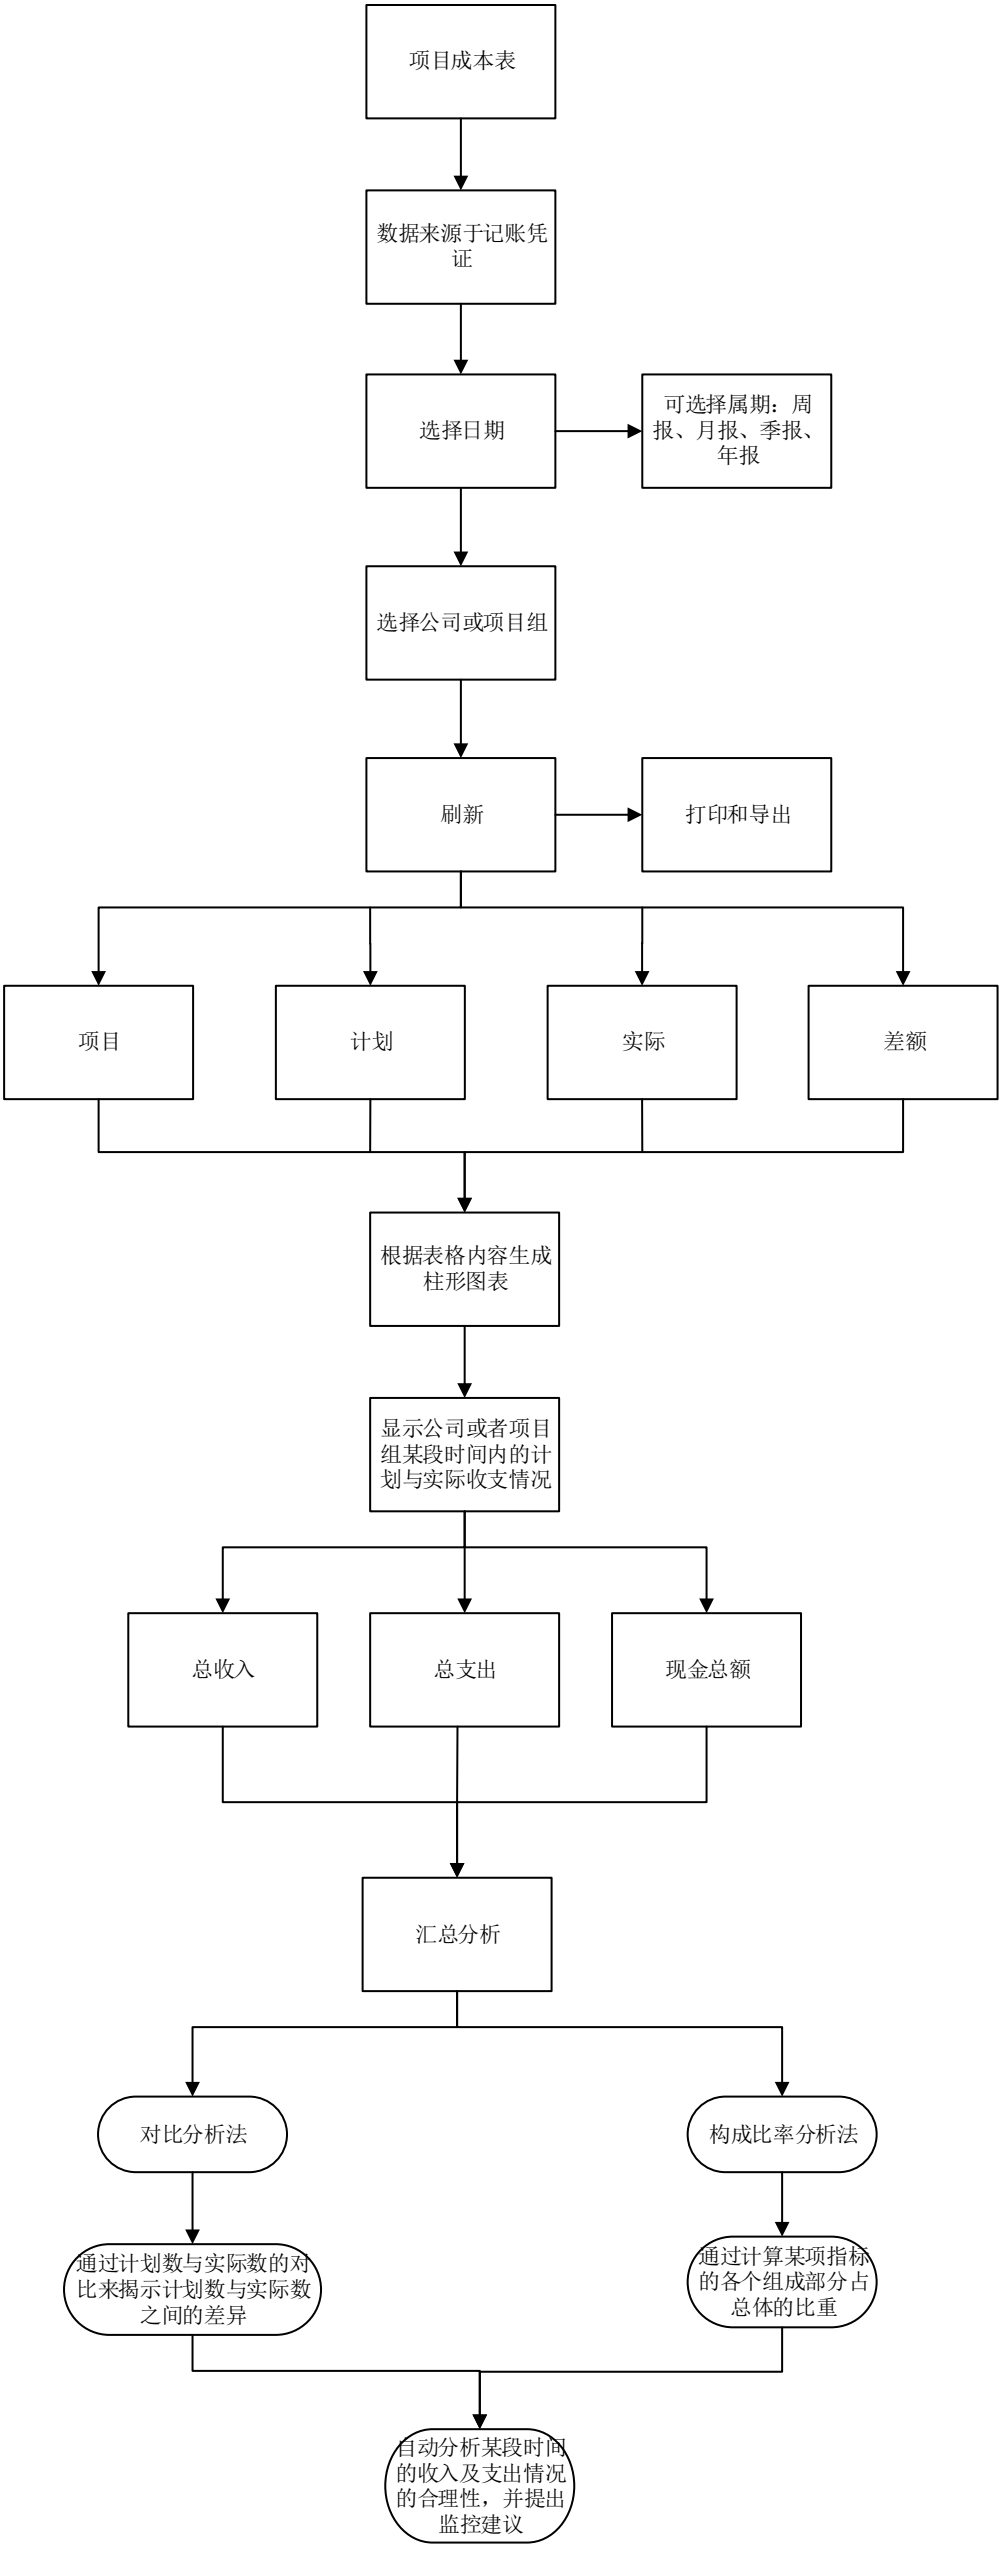 项目成本表
数据来源于记账凭
证
选择日期
可选择属期：周
报、月报、季报、
年报
选择公司或项目组
刷新
打印和导出
项目
计划
实际
差额
根据表格内容生成
柱形图表
显示公司或者项目
组某段时间内的计
划与实际收支情况
总收入
总支出
现金总额
汇总分析
对比分析法
构成比率分析法
通过计划数与实际数的对
比来揭示计划数与实际数
之间的差异
通过计算某项指标
的各个组成部分占
总体的比重
自动分析某段时间
的收入及支出情况
的合理性，并提出
监控建议